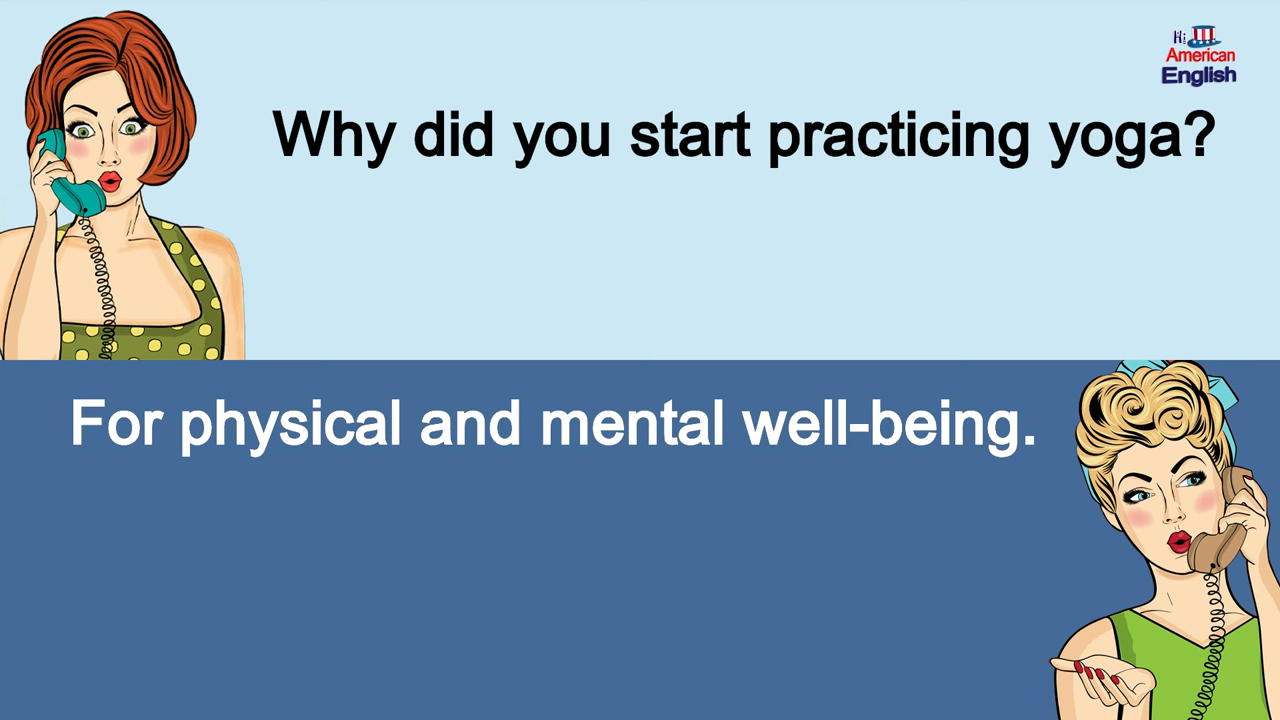 Hi
American
English
Why did you start practicing yoga?
For physical and mental well-being.